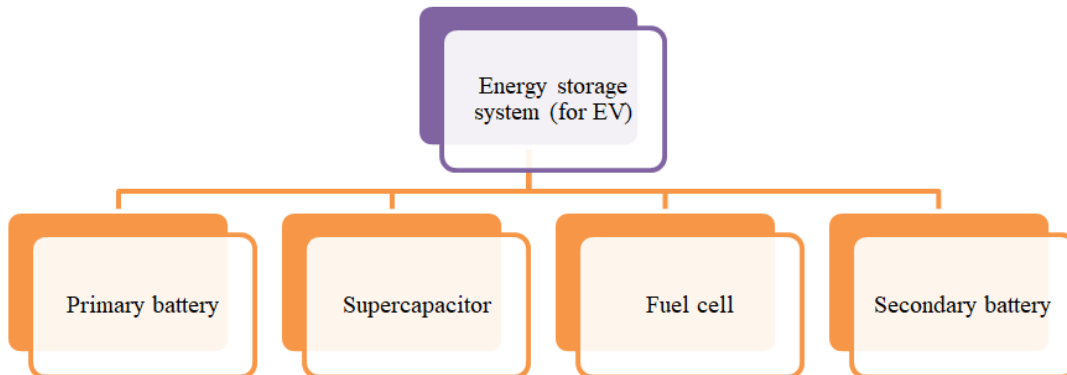 Energy storage
system (for EV)
Primary battery
Supercapacitor
Fuel cell
Secondary battery